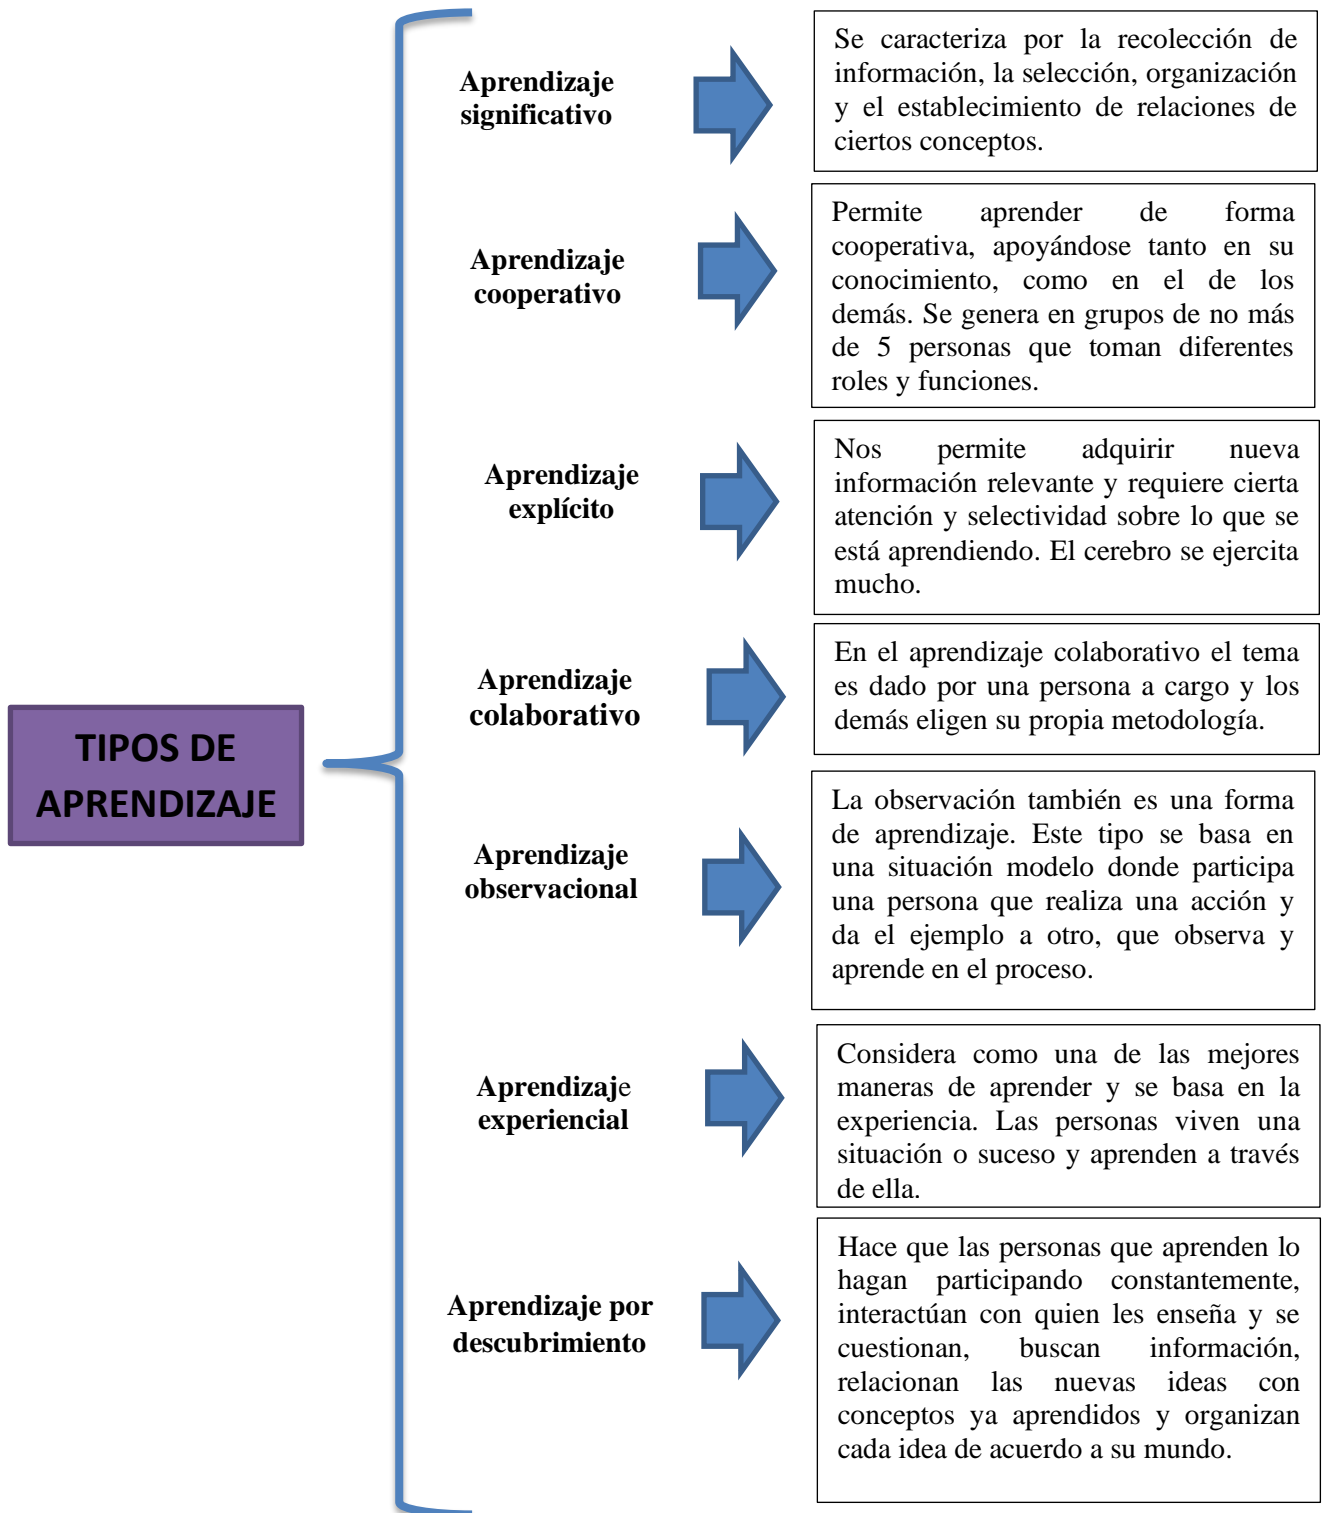 TIPOS DE
APRENDIZAJE
Aprendizaje
significativo
Se caracteriza por la recolección de
información, la selección, organización
y el establecimiento de relaciones de
ciertos conceptos.
Aprendizaje
cooperativo
Permite aprender de forma
cooperativa, apoyándose tanto en su
conocimiento, como en el de los
demás. Se genera en grupos de no más
de 5 personas que toman diferentes
roles y funciones.
Aprendizaje
explícito
Nos permite adquirir nueva
información relevante y requiere cierta
atención y selectividad sobre lo que se
está aprendiendo. El cerebro se ejercita
mucho.
Aprendizaje
colaborativo
En el aprendizaje colaborativo el tema
es dado por una persona a cargo y los
demás eligen su propia metodología.
Aprendizaje
observacional
La observación también es una forma
de aprendizaje. Este tipo se basa en
una situación modelo donde participa
una persona que realiza una acción y
da el ejemplo a otro, que observa y
aprende en el proceso.
Aprendizaje
experiencial
Considera como una de las mejores
maneras de aprender y se basa en la
experiencia. Las personas viven una
situación o suceso y aprenden a través
de ella.
Aprendizaje por
descubrimiento
Hace que las personas que aprenden lo
hagan participando constantemente,
interactúan con quien les enseña y se
cuestionan, buscan información,
relacionan las nuevas ideas con
conceptos ya aprendidos y organizan
cada idea de acuerdo a su mundo.